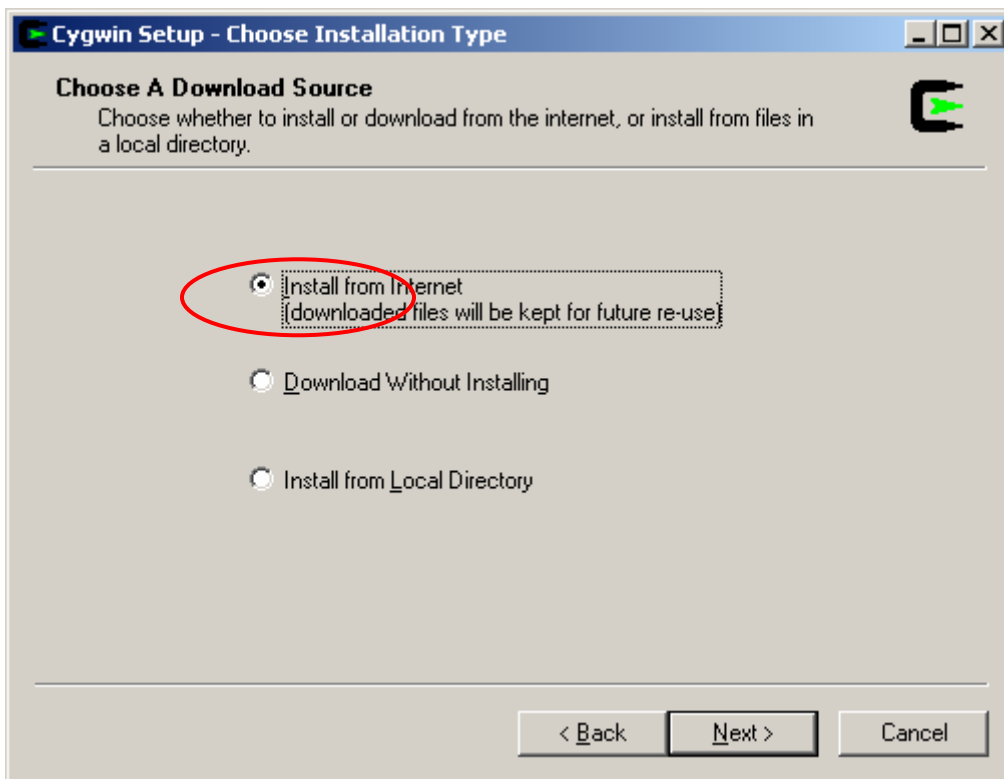 Cygwin Setup - Choose Installation Type
Choose A Download Source
Choose whether to install or download from the internet, or install from files in
a local directory.
Install from Internet
(downloaded files will be kept for future re-use)
Download Without Installing
Install from Local Directory
< Back Next > Cancel